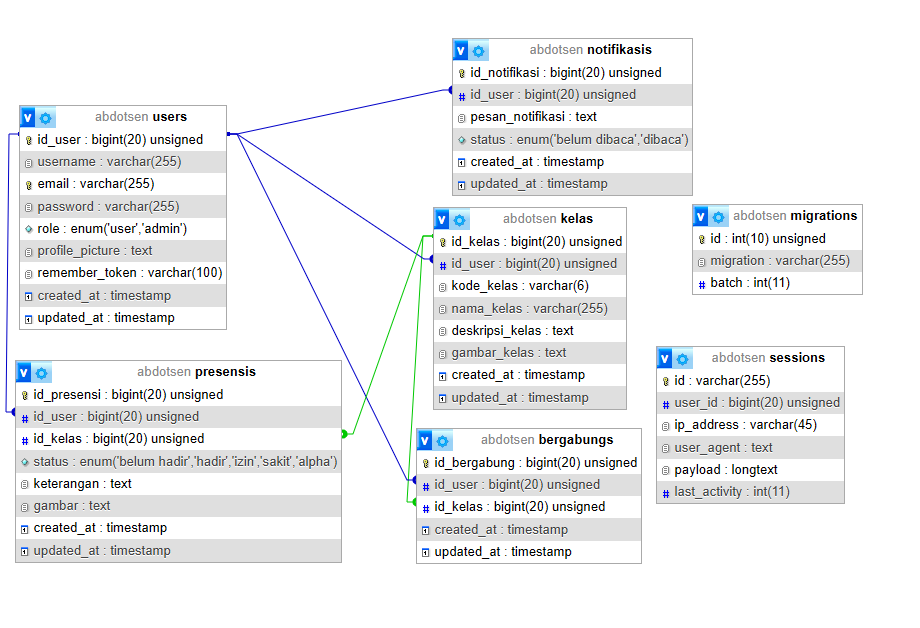 abdotsen notifikasis
id_notifikasi : bigint(20) unsigned
id_user : bigint(20) unsigned
pesan_notifikasi : text
status : enum('belum dibaca','dibaca')
created_at : timestamp
updated_at : timestamp
abdotsen users
id_user : bigint(20) unsigned
username : varchar(255)
email : varchar(255)
password : varchar(255)
role : enum('user','admin')
profile_picture : text
remember_token : varchar(100)
created_at : timestamp
updated_at : timestamp
abdotsen kelas
id_kelas : bigint(20) unsigned
id_user : bigint(20) unsigned
kode_kelas : varchar(6)
nama_kelas : varchar(255)
deskripsi_kelas : text
gambar_kelas : text
created_at : timestamp
updated_at : timestamp
abdotsen migrations
id : int(10) unsigned
migration : varchar(255)
batch : int(11)
abdotsen presensis
id_presensi : bigint(20) unsigned
id_user : bigint(20) unsigned
id_kelas : bigint(20) unsigned
status : enum('belum hadir','hadir','izin','sakit','alpha')
keterangan : text
gambar : text
created_at : timestamp
updated_at : timestamp
abdotsen bergabungs
id_bergabung : bigint(20) unsigned
id_user : bigint(20) unsigned
id_kelas : bigint(20) unsigned
created_at : timestamp
updated_at : timestamp
abdotsen sessions
id : varchar(255)
user_id : bigint(20) unsigned
ip_address : varchar(45)
user_agent : text
payload : longtext
last_activity : int(11)